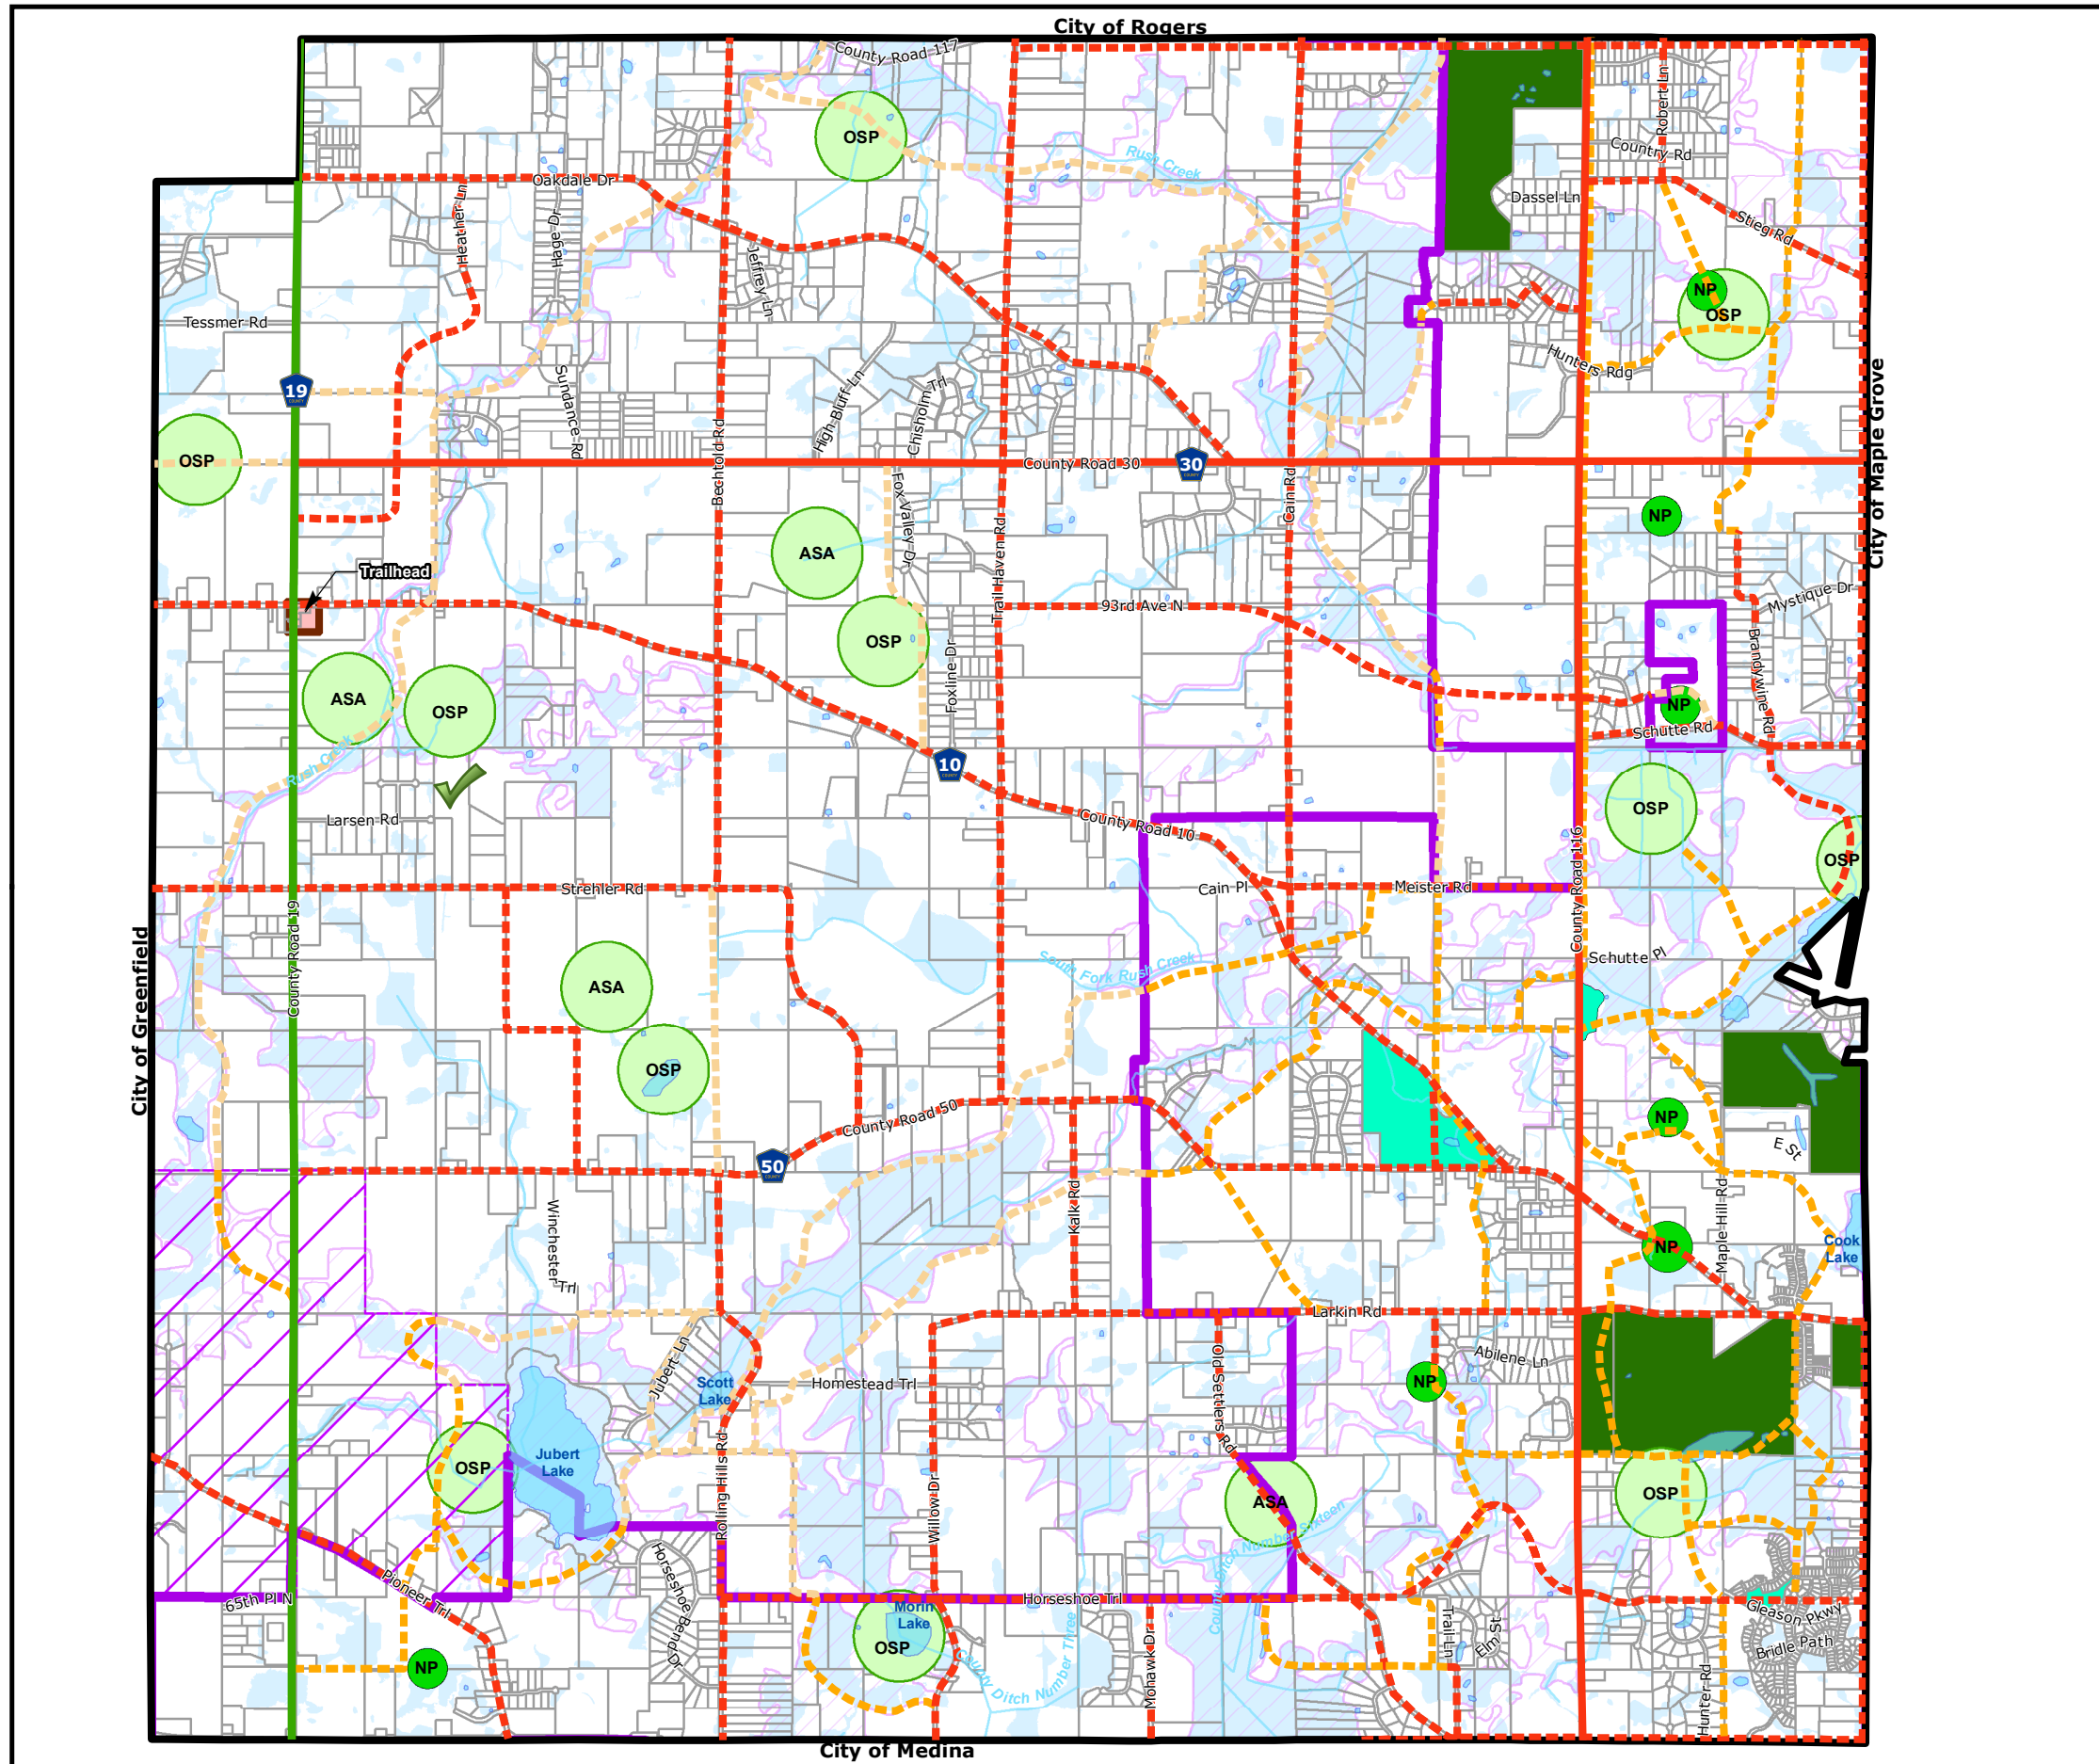 City of Rogers
County Road 117
Robert Ln
Country Rd
OSP
Rush Creek
Dassel Ln
Oakdale Dr
Heather Ln
Hage Dr
Stieg Rd
Jeffrey Ln
NP
OSP
Tessmer Rd
Hunters Rdg
19
COUNTY
Sundance Rd
High Bluff Ln
Chisholm Trl
City of Maple Grove
OSP
County Road 30
30
COUNTY
Bechtold Rd
Cain Rd
Fox Valley Dr
NP
ASA
Trail Haven Rd
Trailhead
93rd Ave N
Mystique Dr
OSP
Foxline Dr
Brandywine Rd
ASA
OSP
NP
Schutte Rd
Rush Creek
10
COUNTY
OSP
Larsen Rd
County Road 10
OSP
County Road 116
Strehler Rd
Cain Pl
Meister Rd
County Road 19
Schutte Pl
South Fork Rush Creek
ASA
City of Greenfield
OSP
County Road 50
NP
E St
50
COUNTY
Kalk Rd
Maple Hill Rd
Winchester Trl
NP
Cook
Lake
Larkin Rd
Jubert Ln
Old Settlers Rd
Abilene Ln
Scott
Lake
Homestead Trl
NP
Jubert
Lake
OSP
Rolling Hills Rd
Willow Dr
ASA
OSP
County Ditch Number Sixteen
Horseshoe Bend Dr
Pioneer Trl
65th Pl N
Horseshoe Trl
Morin
Lake
OSP
Gleason Pkwy
Trail Ln
Elm St
Bridle Path
NP
County Ditch Number Three
Mohawk Dr
Hunter Rd
City of Medina